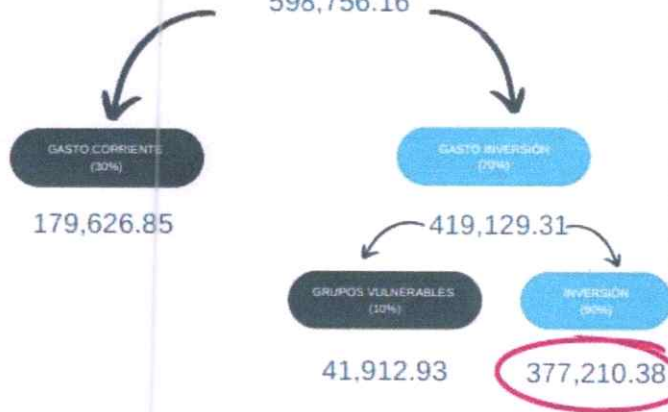 598,756.16
GASTO CORRIENTE
(30%)
GASTO INVERSIÓN
(70%)
179,626.85
419,129.31
GRUPOS VULNERABLES
(10%)
INVERSIÓN
(90%)
41,912.93
377,210.38